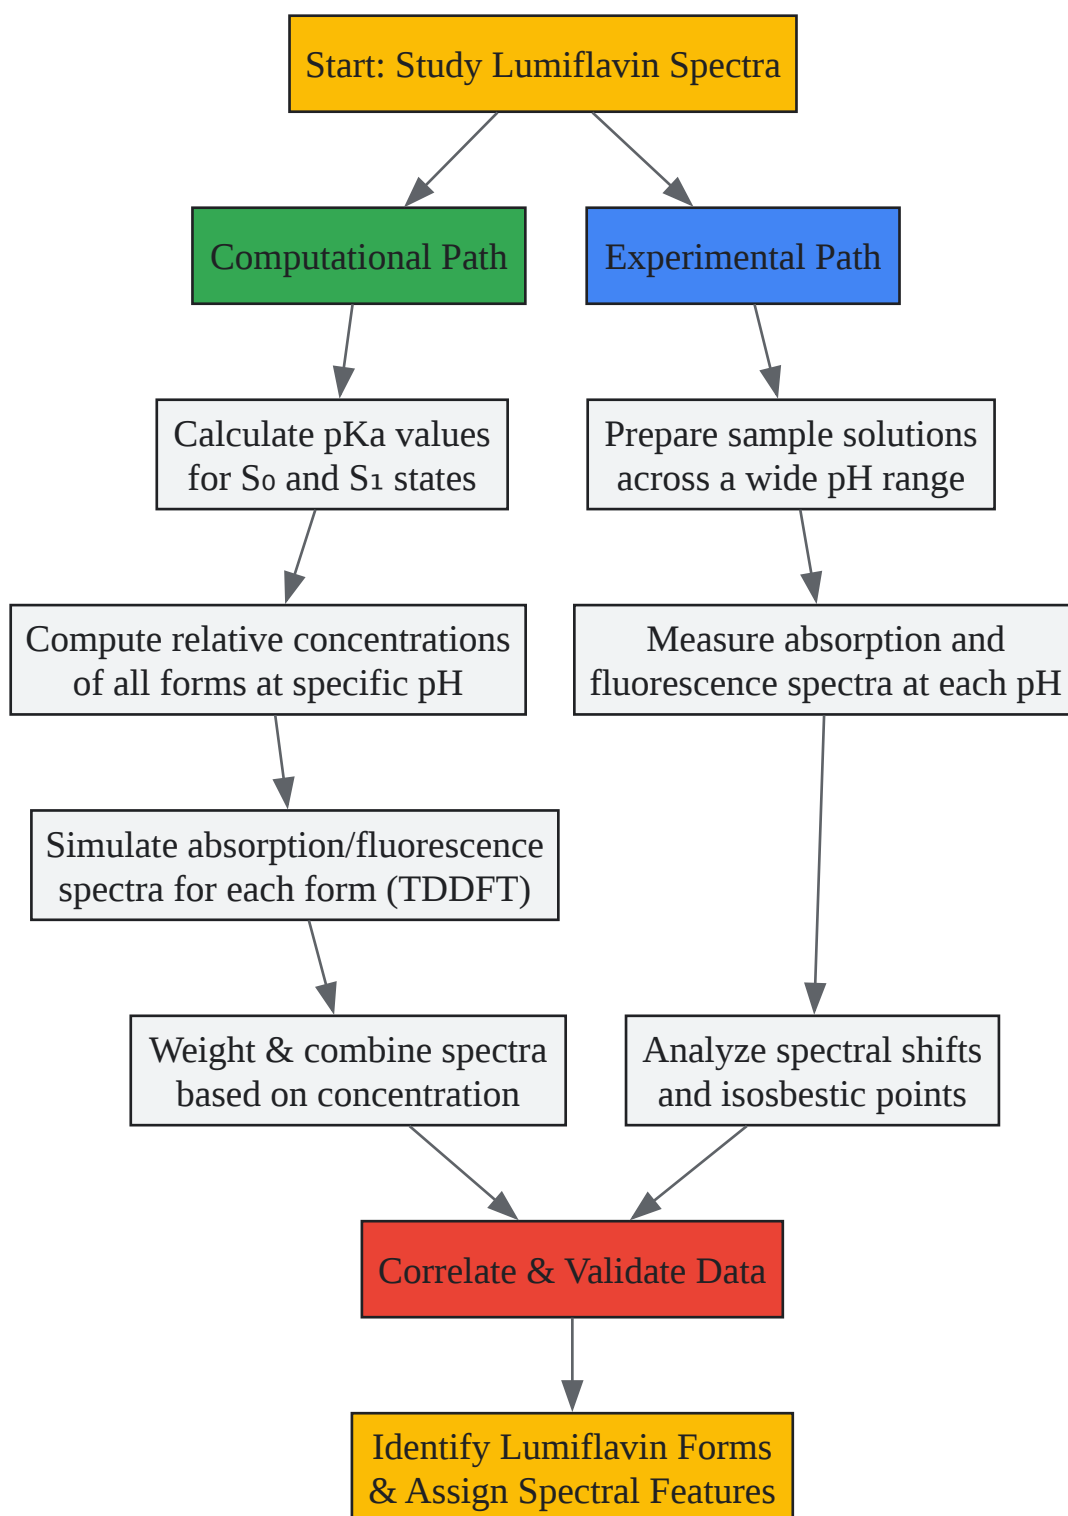 Start: Study Lumiflavin Spectra
Computational Path
Experimental Path
Calculate pKa values
for S₀ and S₁ states
Prepare sample solutions
across a wide pH range
Compute relative concentrations
of all forms at specific pH
Measure absorption and
fluorescence spectra at each pH
Simulate absorption/fluorescence
spectra for each form (TDDFT)
Weight & combine spectra
based on concentration
Analyze spectral shifts
and isosbestic points
Correlate & Validate Data
Identify Lumiflavin Forms
& Assign Spectral Features